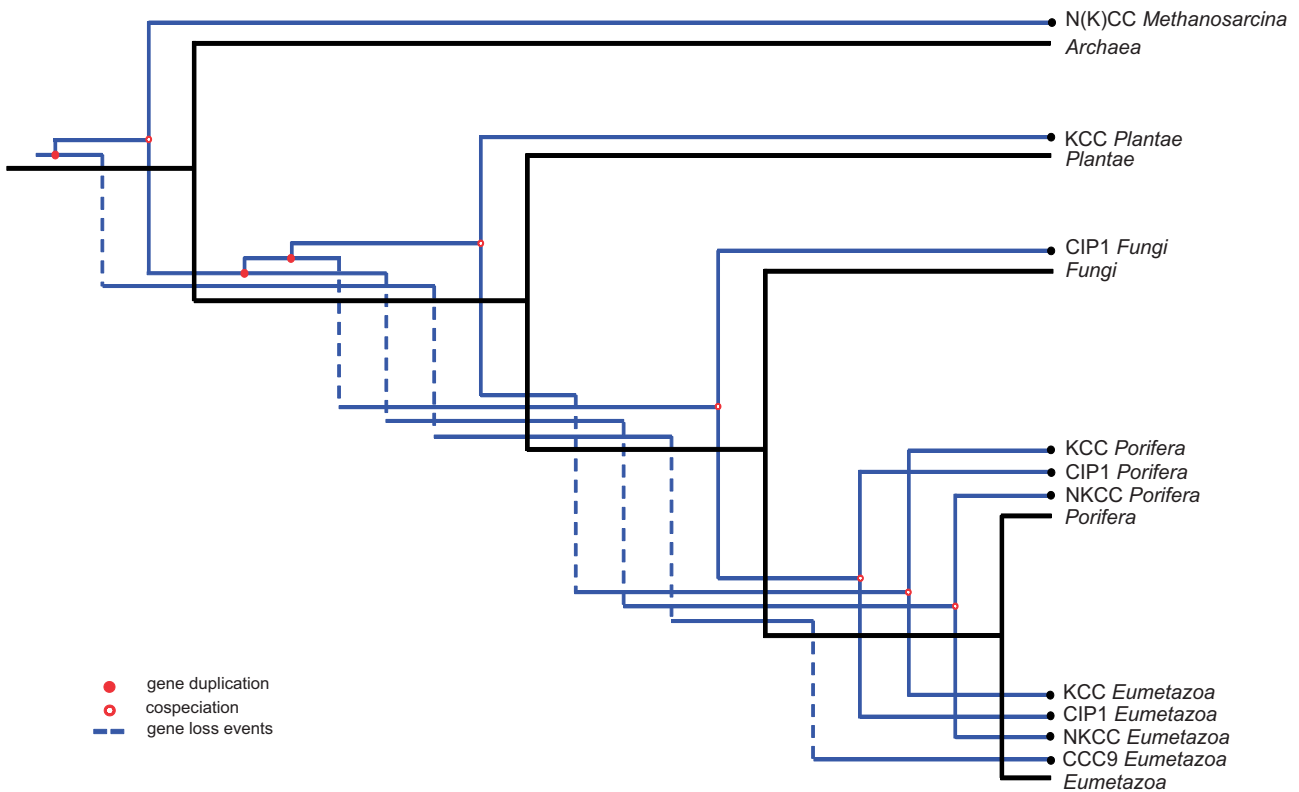 N(K)CC Methanosarcina
Archaea
KCC Plantae
Plantae
CIP1 Fungi
Fungi
KCC Porifera
CIP1 Porifera
NKCC Porifera
Porifera
gene duplication
cospeciation
gene loss events
KCC Eumetazoa
CIP1 Eumetazoa
NKCC Eumetazoa
CCC9 Eumetazoa
Eumetazoa